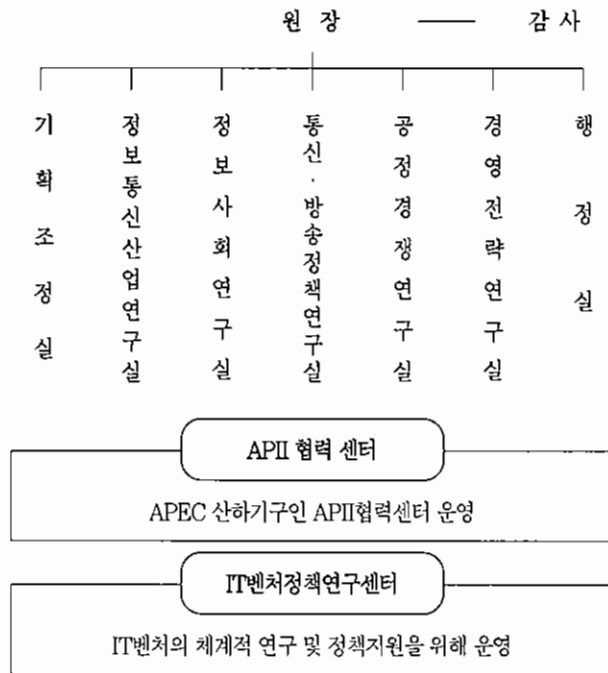 원 장 감 사
기획조정실
정보통신산업연구실
정보사회연구실
통신·방송정책연구실
공정경쟁연구실
경영전략연구실
행정실
APII 협력 센터
APEC 산하기구인 APII협력센터 운영
IT벤처정책연구센터
IT벤처의 체계적 연구 및 정책지원을 위해 운영